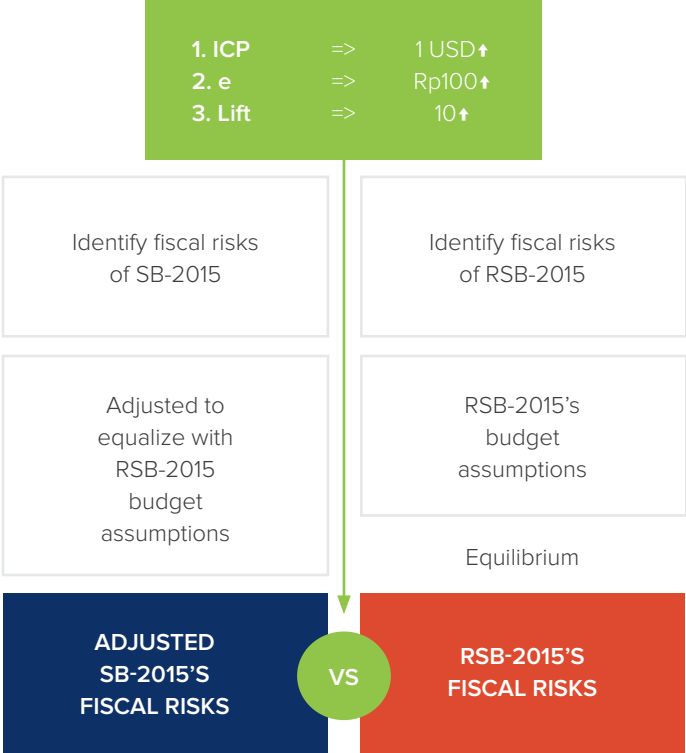 1. ICP => 1 USD⬆
2. e => Rp100⬆
3. Lift => 10⬆
Identify fiscal risks
of SB-2015
Identify fiscal risks
of RSB-2015
Adjusted to
equalize with
RSB-2015
budget
assumptions
RSB-2015's
budget
assumptions
Equilibrium
ADJUSTED
SB-2015'S
FISCAL RISKS
VS
RSB-2015'S
FISCAL RISKS